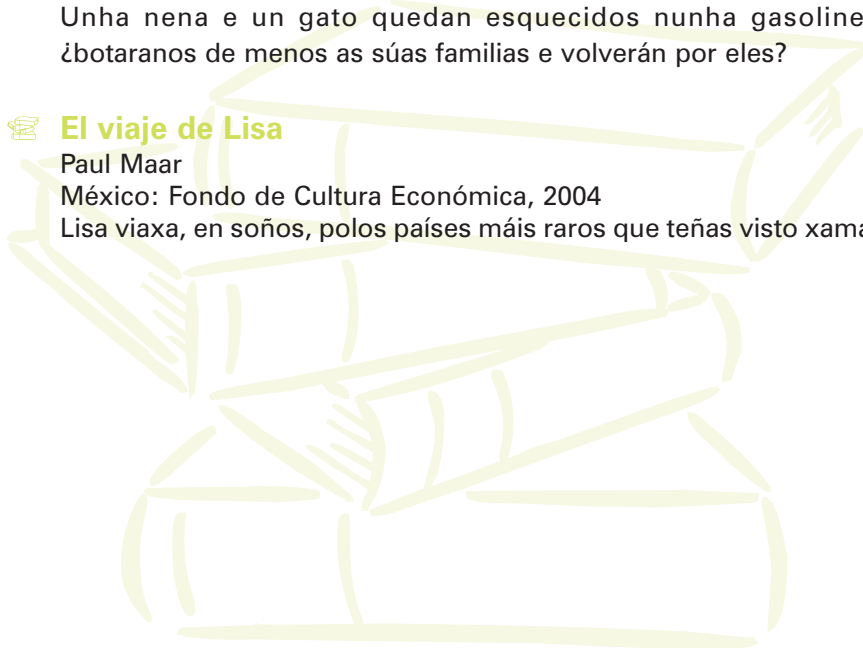 Unha nena e un gato quedan esquecidos nunha gasoline
¿botaranos de menos as súas familias e volverán por eles?
El viaje de Lisa
Paul Maar
México: Fondo de Cultura Económica, 2004
Lisa viaxa, en soños, polos países máis raros que teñas visto xama